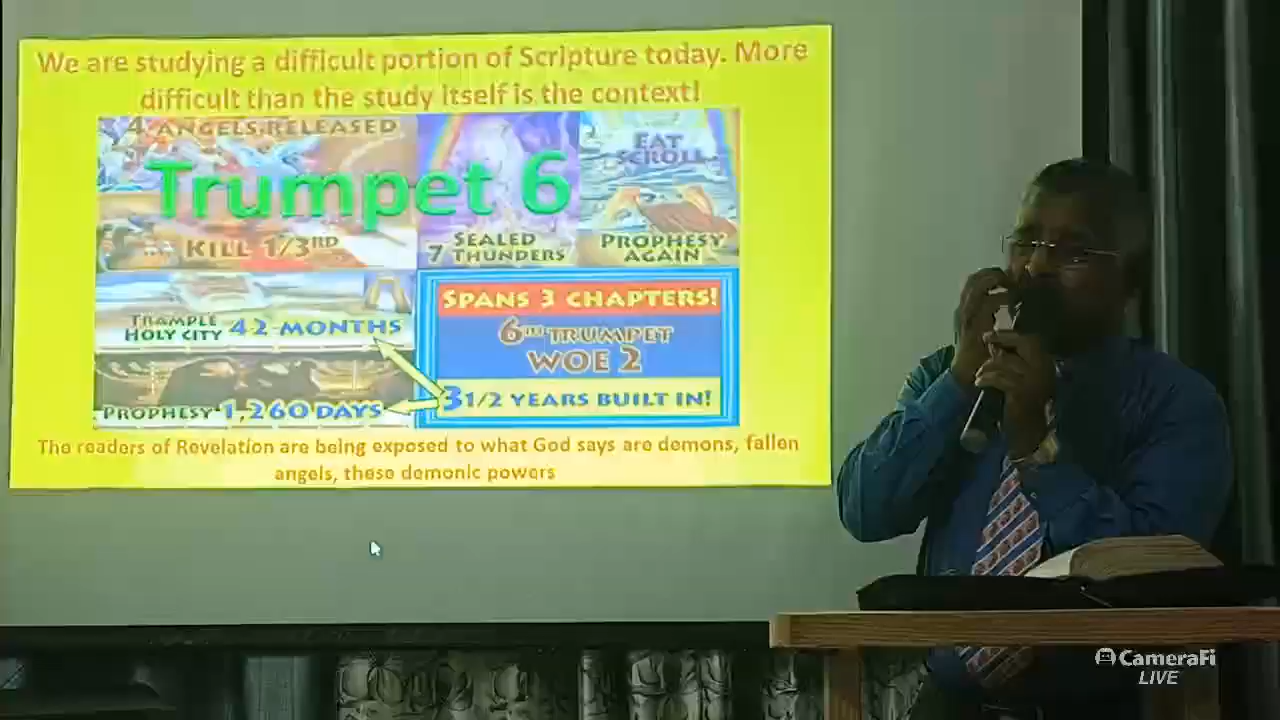 We are studying a difficult portion of Scripture today. More
difficult than the study itself is the context!
4 ANGELS RELEASED
Trumpet 6
KILL 1/3RD
7 SEALED
THUNDERS
EAT
SCROLL
PROPHESY
AGAIN
TRAMPLE
HOLY CITY 42 MONTHS
PROPHESY 1,260 DAYS
SPANS 3 CHAPTERS!
6TH TRUMPET
WOE 2
3 1/2 YEARS BUILT IN!
The readers of Revelation are being exposed to what God says are demons, fallen
angels, these demonic powers
CameraFi
LIVE